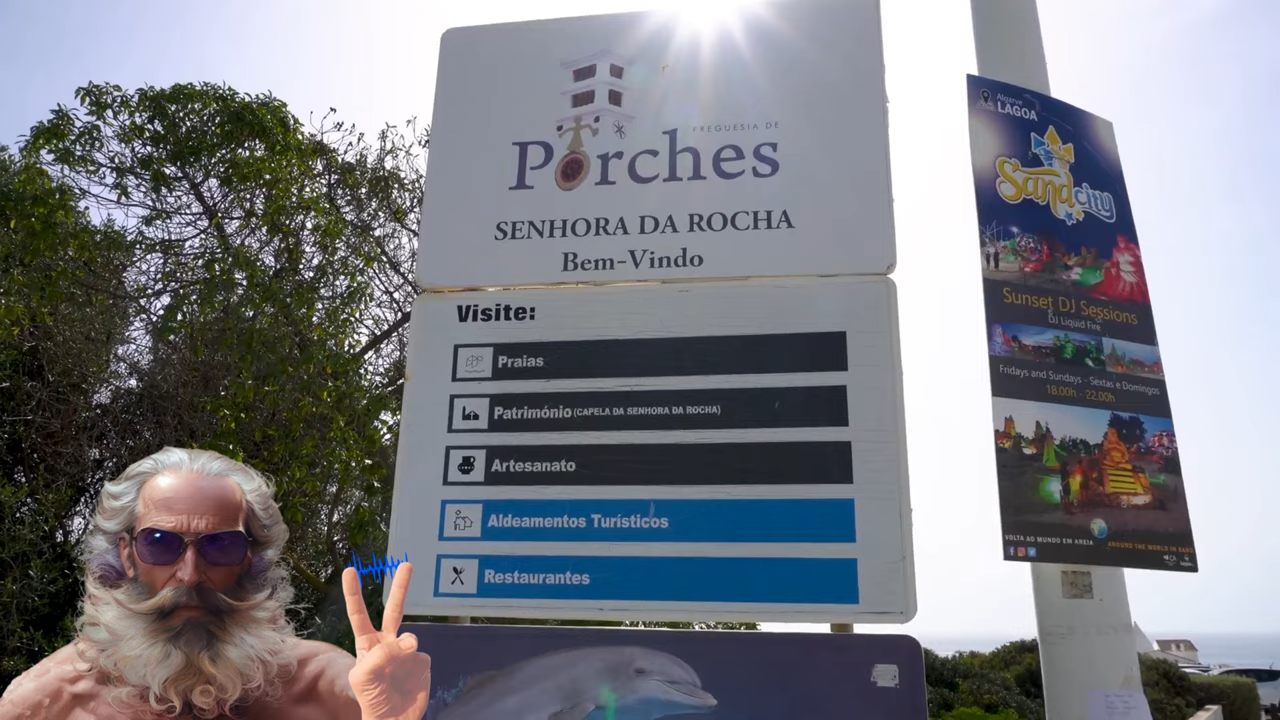 FREGUESIA DE
Porches
SENHORA DA ROCHA
Bem-Vindo
Visite:
Praias
Património (CAPELA DA SENHORA DA ROCHA)
Artesanato
Aldeamentos Turísticos
Restaurantes
Algarve
LAGOA
Sandcity
Sunset DJ Sessions
DJ Liquid Fire
Fridays and Sundays - Sextas e Domingos
18.00h - 22.00h
VOLTA AO MUNDO EM AREIA
AROUND THE WORLD IN SAND